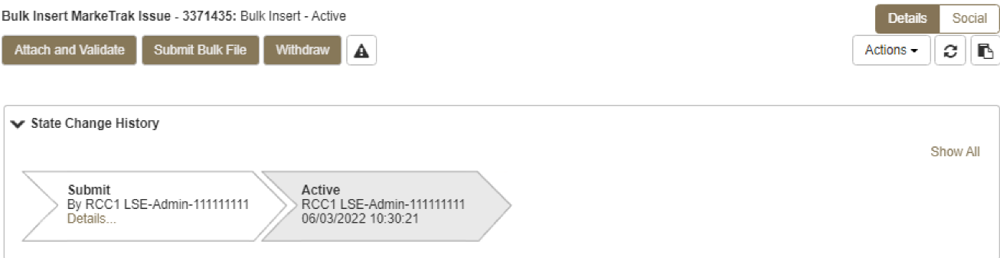 Bulk Insert MarkeTrak Issue - 3371435: Bulk Insert - Active
Details Social
Attach and Validate Submit Bulk File Withdraw
Actions
State Change History
Show All
Submit
By RCC1 LSE-Admin-111111111
Details...
Active
RCC1 LSE-Admin-111111111
06/03/2022 10:30:21